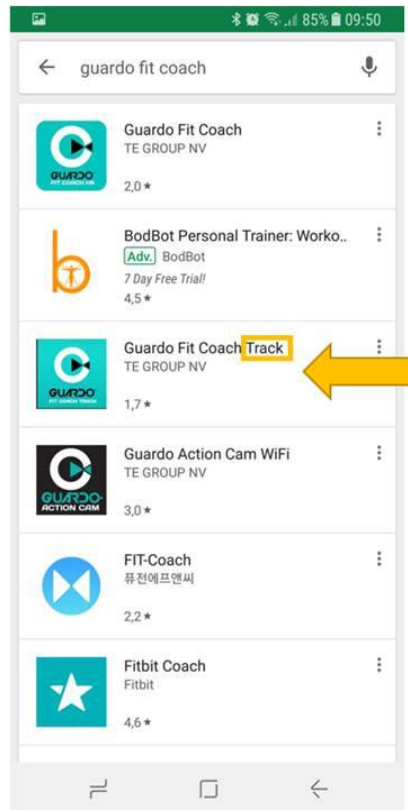 85% 09:50
guardo fit coach
Guardo Fit Coach
TE GROUP NV
GUARDO
FIT COACH HR
2,0 ★
BodBot Personal Trainer: Worko..
Adv. BodBot
7 Day Free Trial!
4,5 ★
Guardo Fit Coach Track
TE GROUP NV
GUARDO
FIT COACH TRACK
1,7 ★
Guardo Action Cam WiFi
TE GROUP NV
GUARDO
ACTION CAM
3,0 ★
FIT-Coach
퓨전에프앤씨
2,2 ★
Fitbit Coach
Fitbit
4,6 ★